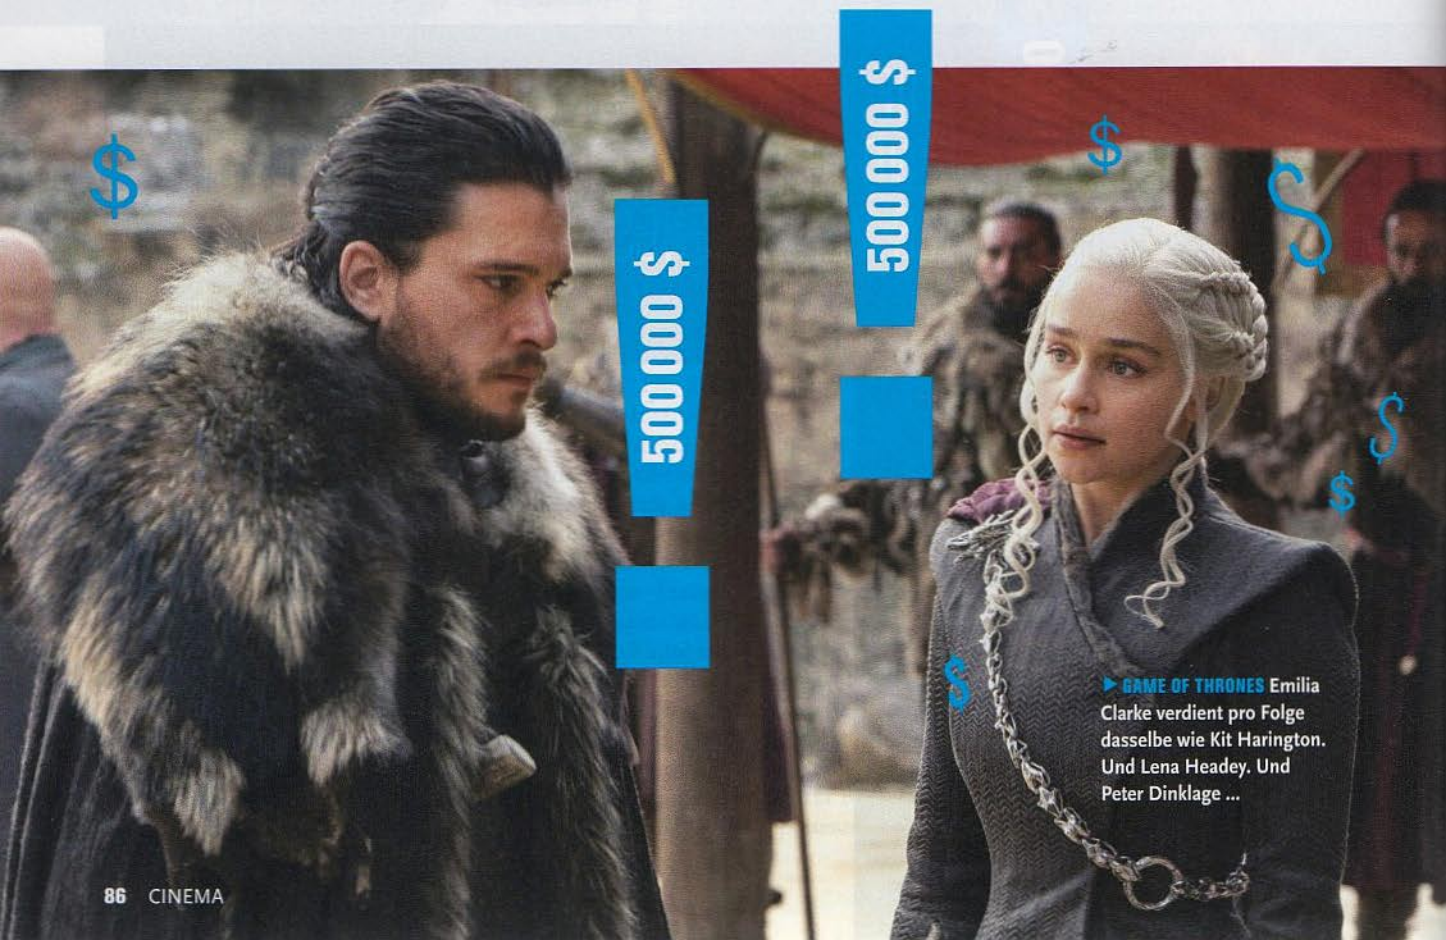 500 000 $
500 000 $
$
$
$
$
$
$
► GAME OF THRONES Emilia
Clarke verdient pro Folge
dasselbe wie Kit Harington.
Und Lena Headey. Und
Peter Dinklage ...
86 CINEMA